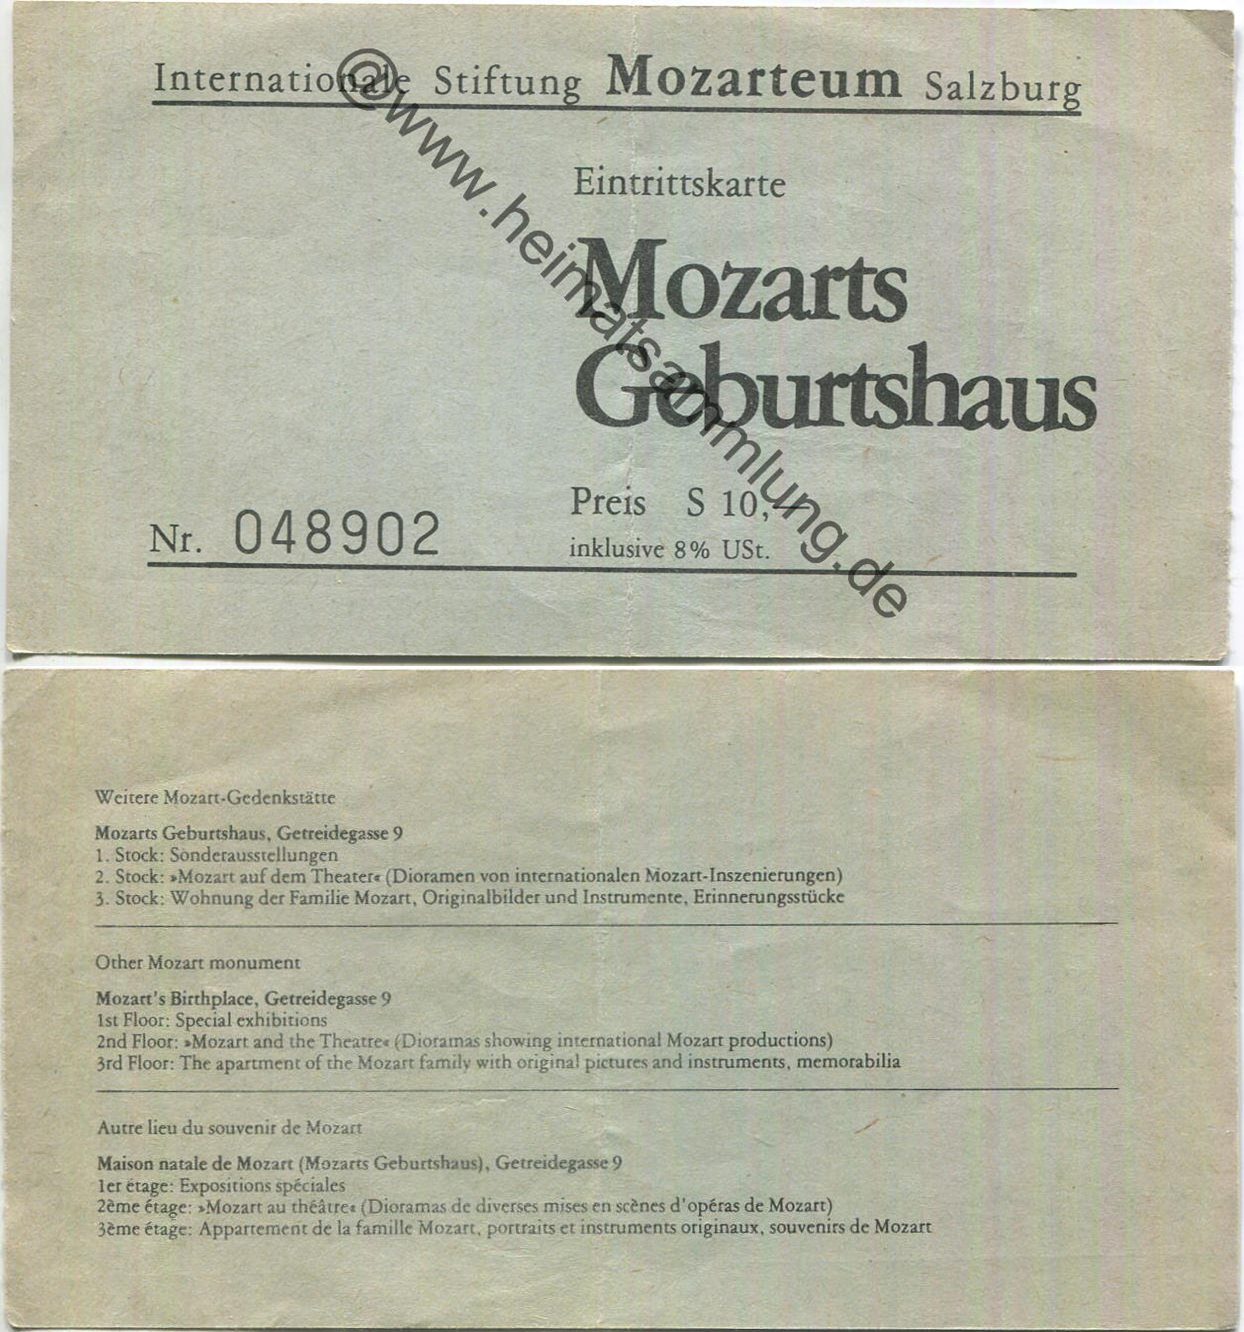 Internationale Stiftung Mozarteum Salzburg
Eintrittskarte
Mozarts
Geburtshaus
Preis S 10,—
inklusive 8% USt.
Nr. 048902
@www.heimatsammlung.de
Weitere Mozart-Gedenkstätte
Mozarts Geburtshaus, Getreidegasse 9
1. Stock: Sonderausstellungen
2. Stock: »Mozart auf dem Theater« (Dioramen von internationalen Mozart-Inszenierungen)
3. Stock: Wohnung der Familie Mozart, Originalbilder und Instrumente, Erinnerungsstücke
Other Mozart monument
Mozart's Birthplace, Getreidegasse 9
1st Floor: Special exhibitions
2nd Floor: »Mozart and the Theatre« (Dioramas showing international Mozart productions)
3rd Floor: The apartment of the Mozart family with original pictures and instruments, memorabilia
Autre lieu du souvenir de Mozart
Maison natale de Mozart (Mozarts Geburtshaus), Getreidegasse 9
1er étage: Expositions spéciales
2ème étage: »Mozart au théâtre« (Dioramas de diverses mises en scènes d'opéras de Mozart)
3ème étage: Appartement de la famille Mozart, portraits et instruments originaux, souvenirs de Mozart